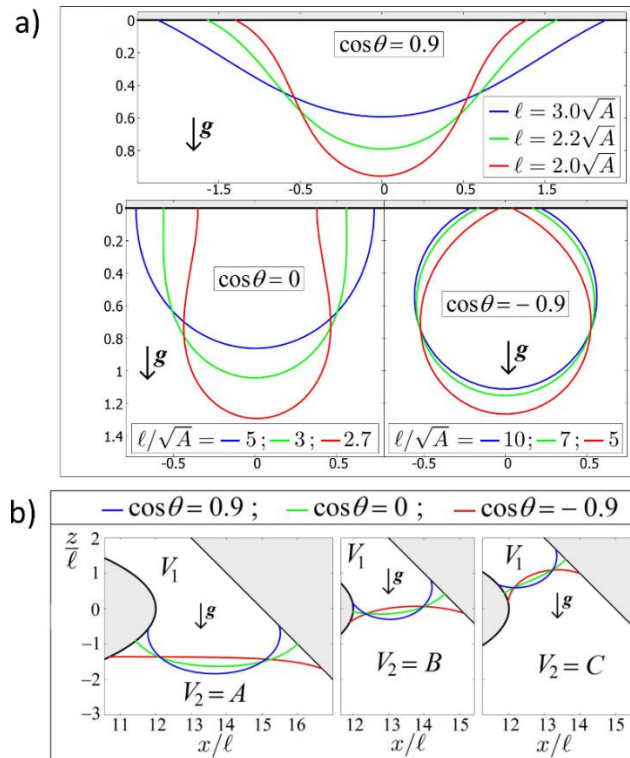 a)
0
0.2
0.4
0.6
0.8
cosθ = 0.9
g
ℓ = 3.0√A
ℓ = 2.2√A
ℓ = 2.0√A
-1.5 -0.5 0 0.5 1.5
0
0.2
0.4
0.6
0.8
1
1.2
1.4
cosθ = 0
g
ℓ/√A = 5 ; 3 ; 2.7
-0.5 0 0.5
cosθ = − 0.9
g
ℓ/√A = 10 ; 7 ; 5
-0.5 0 0.5
b)
cosθ = 0.9 ; cosθ = 0 ; cosθ = − 0.9
z/ℓ
2
1
0
−1
−2
−3
V₁
g
V₂ = A
11 12 13 14 15 16
x/ℓ
V₁
g
V₂ = B
12 13 14 15
x/ℓ
V₁
g
V₂ = C
12 13 14 15
x/ℓ